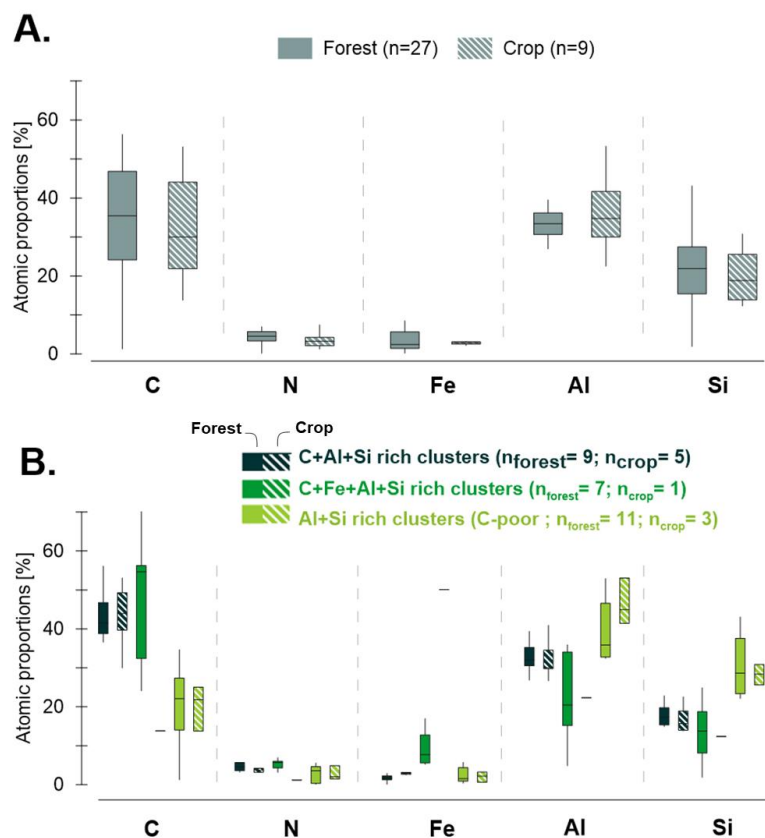 A.
Forest (n=27) Crop (n=9)
Atomic proportions [%]
60
40
20
0
C N Fe Al Si
Forest Crop
B.
C+Al+Si rich clusters (nforest= 9; ncrop= 5)
C+Fe+Al+Si rich clusters (nforest= 7; ncrop= 1)
Al+Si rich clusters (C-poor ; nforest= 11; ncrop= 3)
Atomic proportions [%]
60
40
20
0
C N Fe Al Si